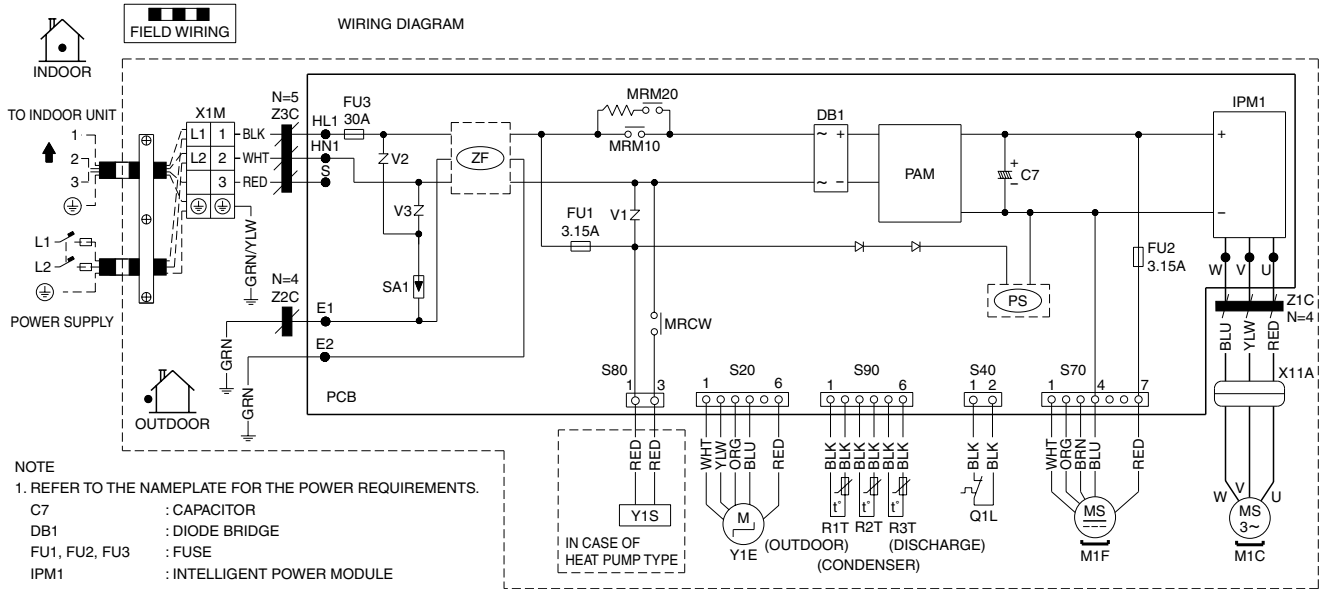 FIELD WIRING
WIRING DIAGRAM
INDOOR
TO INDOOR UNIT
1
2
3
L1
L2
POWER SUPPLY
X1M
L1 1
L2 2
3
BLK
WHT
RED
GRN/YLW
N=5
Z3C
HL1
HN1
S
FU3
30A
V2
V3
SA1
ZF
N=4
Z2C
E1
E2
GRN
GRN
OUTDOOR
PCB
MRM20
MRM10
FU1
3.15A
V1
MRCW
DB1
~ +
~ −
PAM
+
−
C7
PS
FU2
3.15A
IPM1
+
−
W V U
Z1C
N=4
BLU
YLW
RED
X11A
W V U
MS
3~
M1C
S80
1 3
RED
RED
Y1S
IN CASE OF
HEAT PUMP TYPE
S20
1 6
WHT
YLW
ORG
BLU
RED
M
Y1E
S90
1 6
BLK
BLK
BLK
BLK
BLK
BLK
t°
t°
t°
R1T R2T R3T
(OUTDOOR) (DISCHARGE)
(CONDENSER)
S40
1 2
BLK
BLK
Q1L
S70
1 4 7
WHT
ORG
BRN
BLU
RED
MS
M1F
NOTE
1. REFER TO THE NAMEPLATE FOR THE POWER REQUIREMENTS.
C7 : CAPACITOR
DB1 : DIODE BRIDGE
FU1, FU2, FU3 : FUSE
IPM1 : INTELLIGENT POWER MODULE